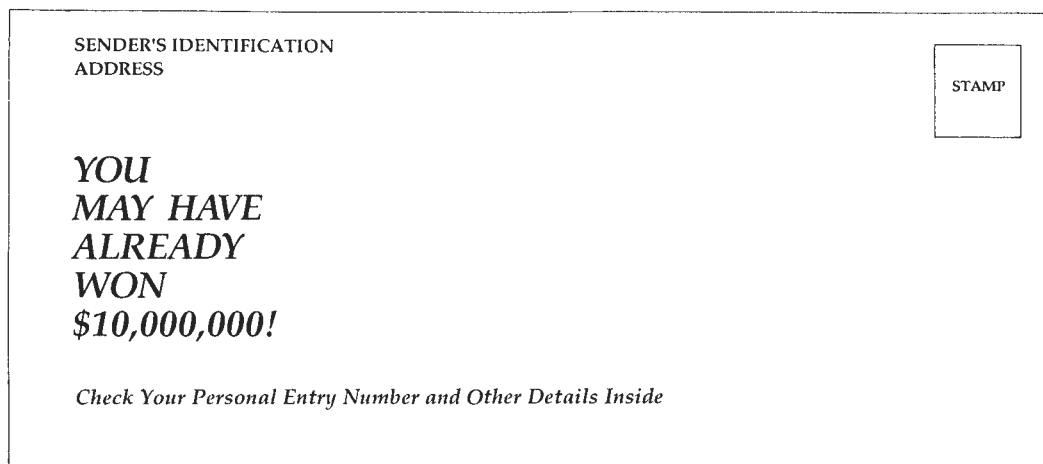 SENDER'S IDENTIFICATION
ADDRESS
STAMP
YOU
MAY HAVE
ALREADY
WON
$10,000,000!
Check Your Personal Entry Number and Other Details Inside